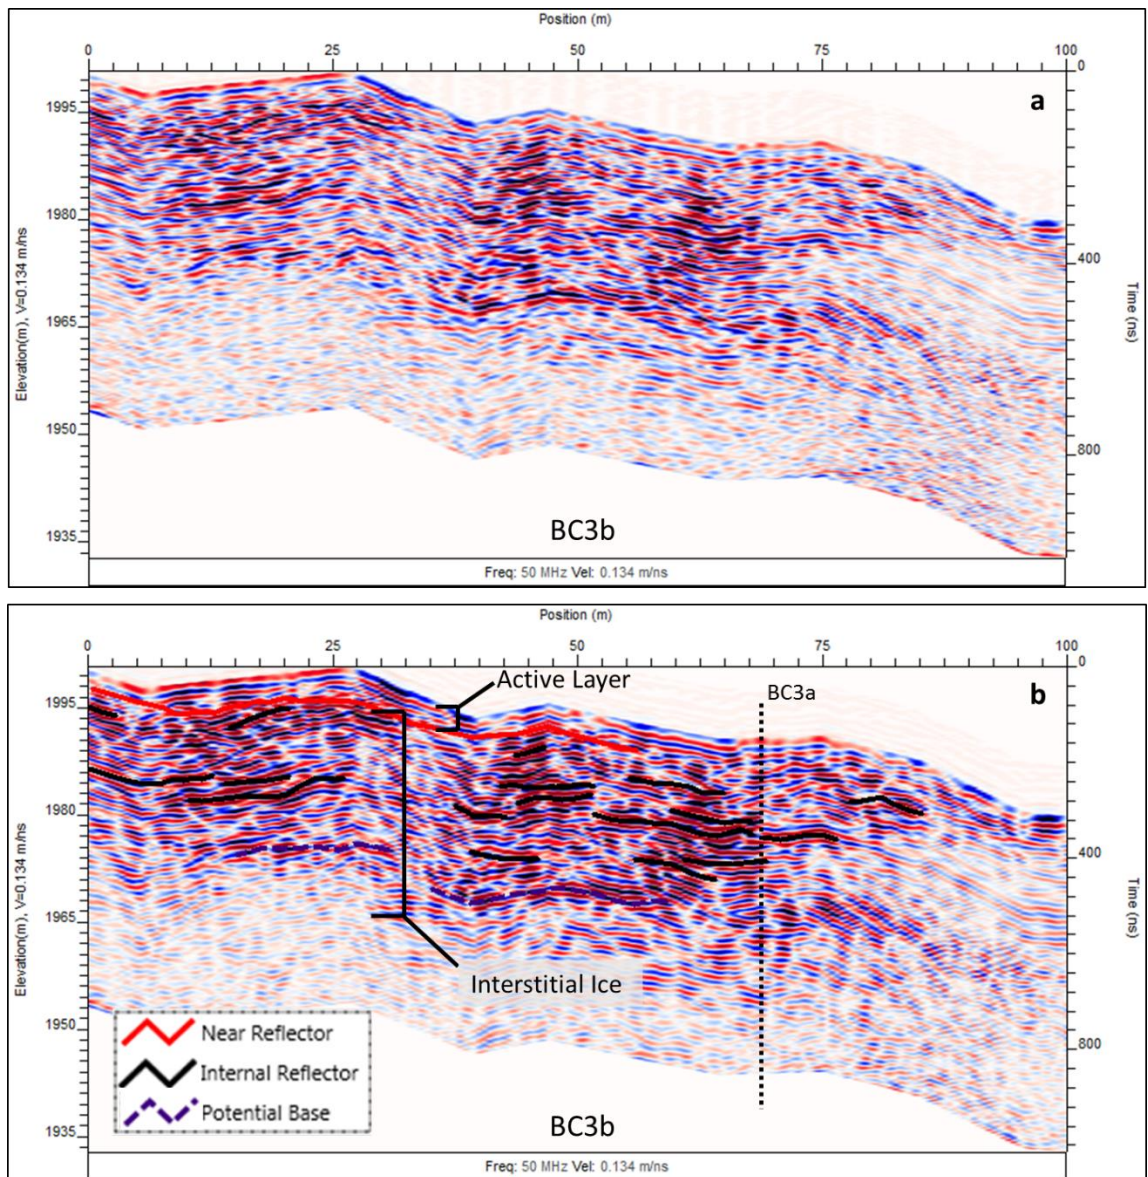 Position (m)
0 25 50 75 100
a
0
400
800
Time (ns)
1995
1980
1965
1950
1935
Elevation(m), V=0.134 m/ns
BC3b
Freq: 50 MHz Vel: 0.134 m/ns
Position (m)
0 25 50 75 100
b
0
400
800
Time (ns)
1995
1980
1965
1950
1935
Elevation(m), V=0.134 m/ns
Active Layer
BC3a
Interstitial Ice
Near Reflector
Internal Reflector
Potential Base
BC3b
Freq: 50 MHz Vel: 0.134 m/ns